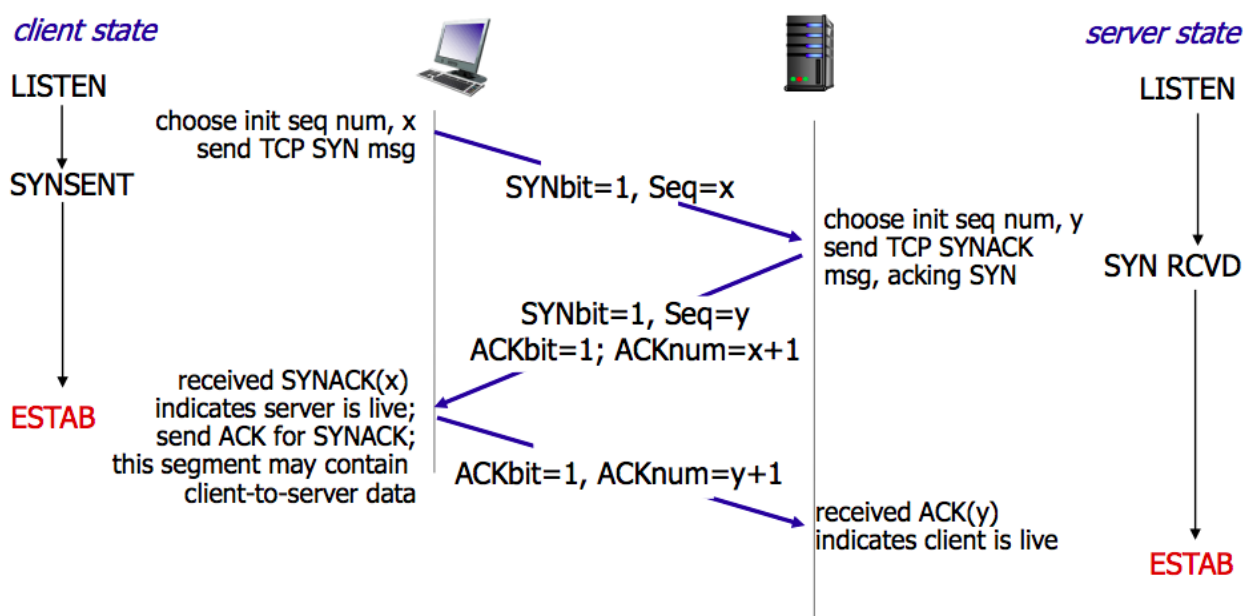 client state
server state
LISTEN
LISTEN
choose init seq num, x
send TCP SYN msg
SYNSENT
SYNbit=1, Seq=x
choose init seq num, y
send TCP SYNACK
msg, acking SYN
SYN RCVD
SYNbit=1, Seq=y
ACKbit=1; ACKnum=x+1
received SYNACK(x)
indicates server is live;
send ACK for SYNACK;
this segment may contain
client-to-server data
ESTAB
ACKbit=1, ACKnum=y+1
received ACK(y)
indicates client is live
ESTAB